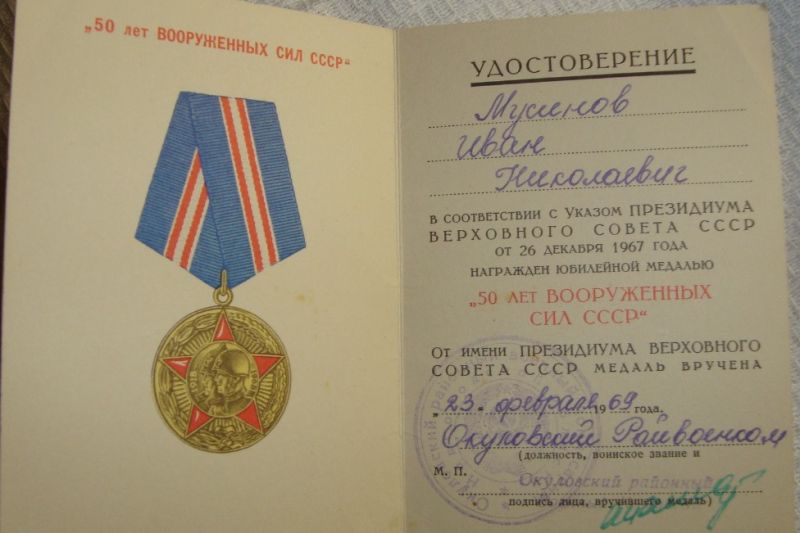 „50 лет ВООРУЖЕННЫХ СИЛ СССР“
УДОСТОВЕРЕНИЕ
Мусинов
Иван
Николаевич
В СООТВЕТСТВИИ С УКАЗОМ ПРЕЗИДИУМА
ВЕРХОВНОГО СОВЕТА СССР
ОТ 26 ДЕКАБРЯ 1967 ГОДА
НАГРАЖДЕН ЮБИЛЕЙНОЙ МЕДАЛЬЮ
„50 ЛЕТ ВООРУЖЕННЫХ
СИЛ СССР“
ОТ ИМЕНИ ПРЕЗИДИУМА ВЕРХОВНОГО
СОВЕТА СССР МЕДАЛЬ ВРУЧЕНА
„23 февраля 1969 года.
Окуловский Райвоенком
(должность, воинское звание и
М. П. Окуловский районный
подпись лица, вручившего медаль)